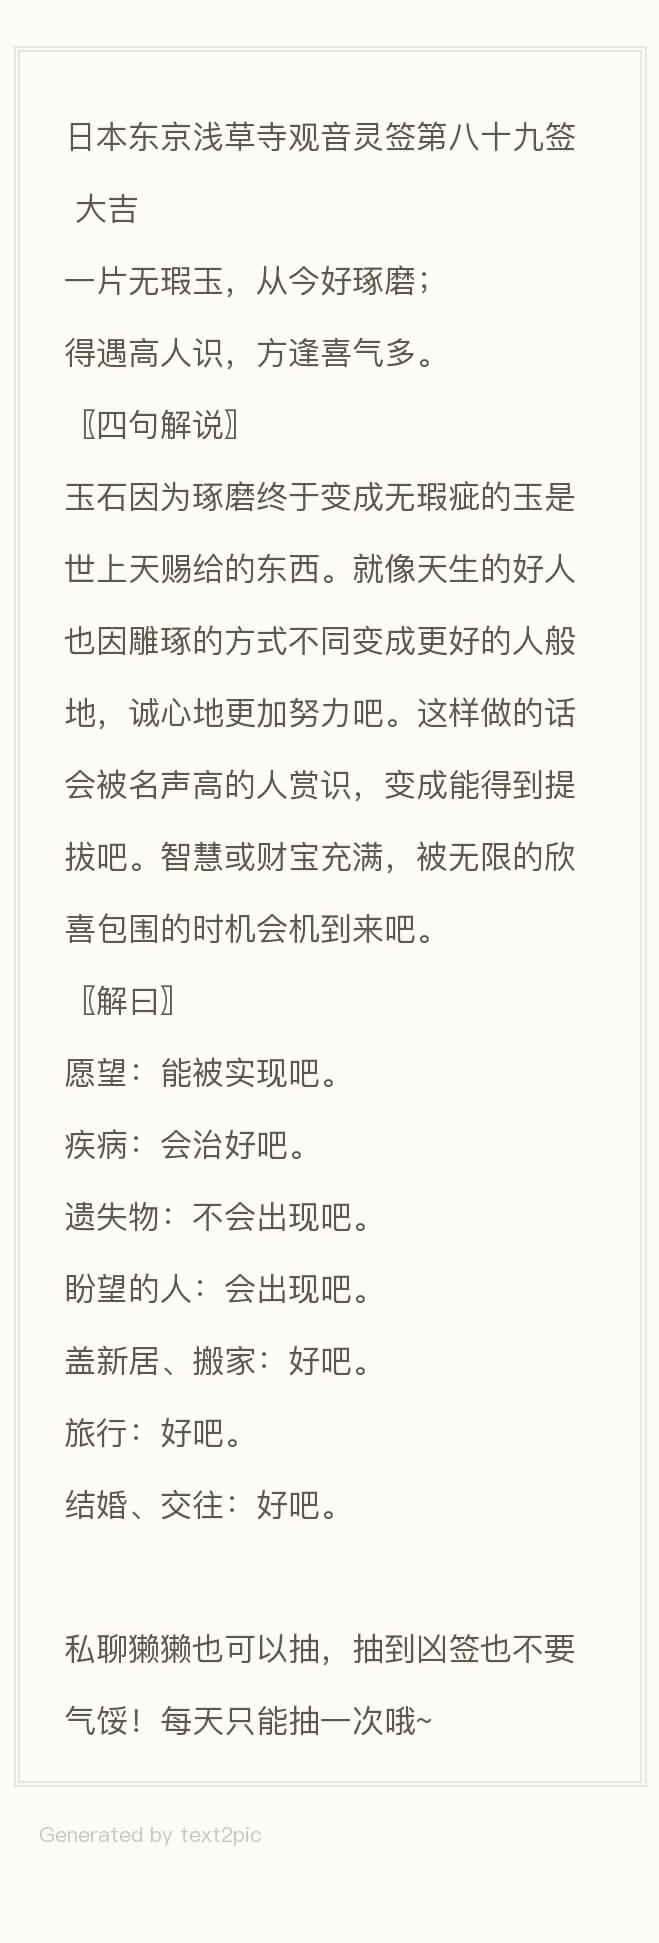 日本东京浅草寺观音灵签第八十九签
大吉
一片无瑕玉，从今好琢磨；
得遇高人识，方逢喜气多。
〖四句解说〗
玉石因为琢磨终于变成无瑕疵的玉是
世上天赐给的东西。就像天生的好人
也因雕琢的方式不同变成更好的人般
地，诚心地更加努力吧。这样做的话
会被名声高的人赏识，变成能得到提
拔吧。智慧或财宝充满，被无限的欣
喜包围的时机会机到来吧。
〖解曰〗
愿望：能被实现吧。
疾病：会治好吧。
遗失物：不会出现吧。
盼望的人：会出现吧。
盖新居、搬家：好吧。
旅行：好吧。
结婚、交往：好吧。
私聊獭獭也可以抽，抽到凶签也不要
气馁！每天只能抽一次哦~
Generated by text2pic